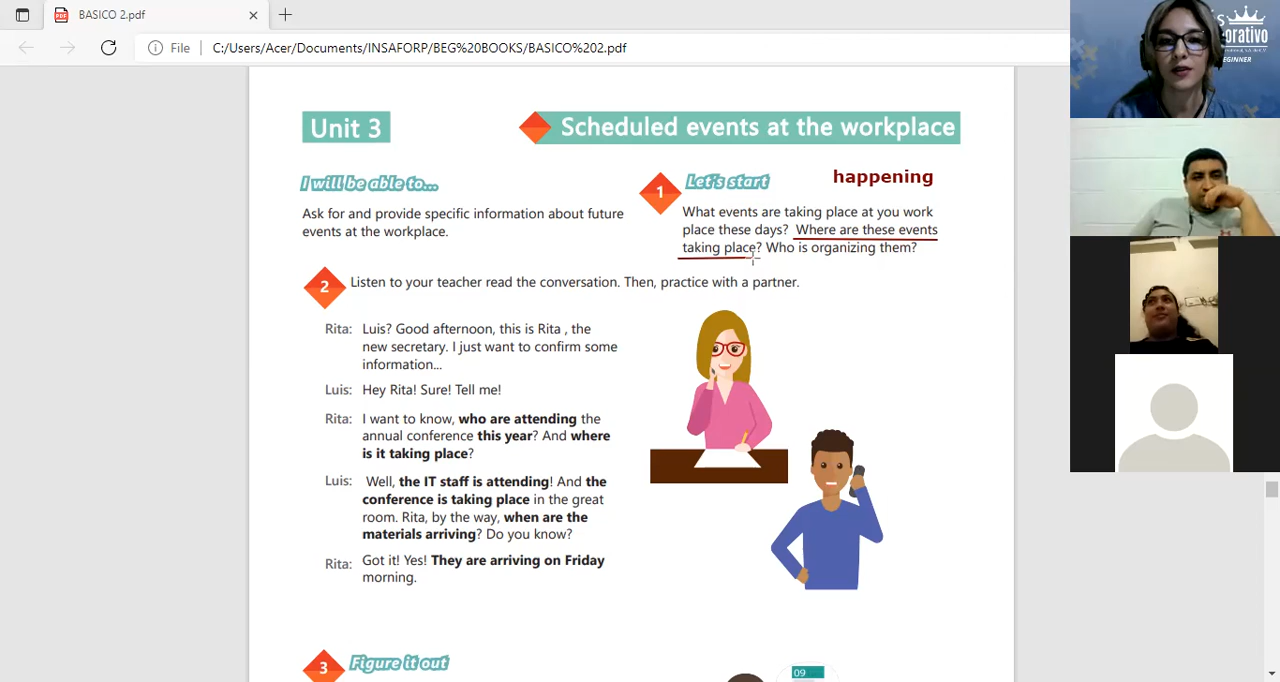 BASICO 2.pdf
File
C:/Users/Acer/Documents/INSAFORP/BEG%20BOOKS/BASICO%202.pdf
orativo
EGINNER
Unit 3
Scheduled events at the workplace
I will be able to...
Ask for and provide specific information about future
events at the workplace.
1
Let's start
happening
What events are taking place at you work
place these days? Where are these events
taking place? Who is organizing them?
2
Listen to your teacher read the conversation. Then, practice with a partner.
Rita: Luis? Good afternoon, this is Rita , the
new secretary. I just want to confirm some
information...
Luis: Hey Rita! Sure! Tell me!
Rita: I want to know, who are attending the
annual conference this year? And where
is it taking place?
Luis: Well, the IT staff is attending! And the
conference is taking place in the great
room. Rita, by the way, when are the
materials arriving? Do you know?
Rita: Got it! Yes! They are arriving on Friday
morning.
3
Figure it out
09